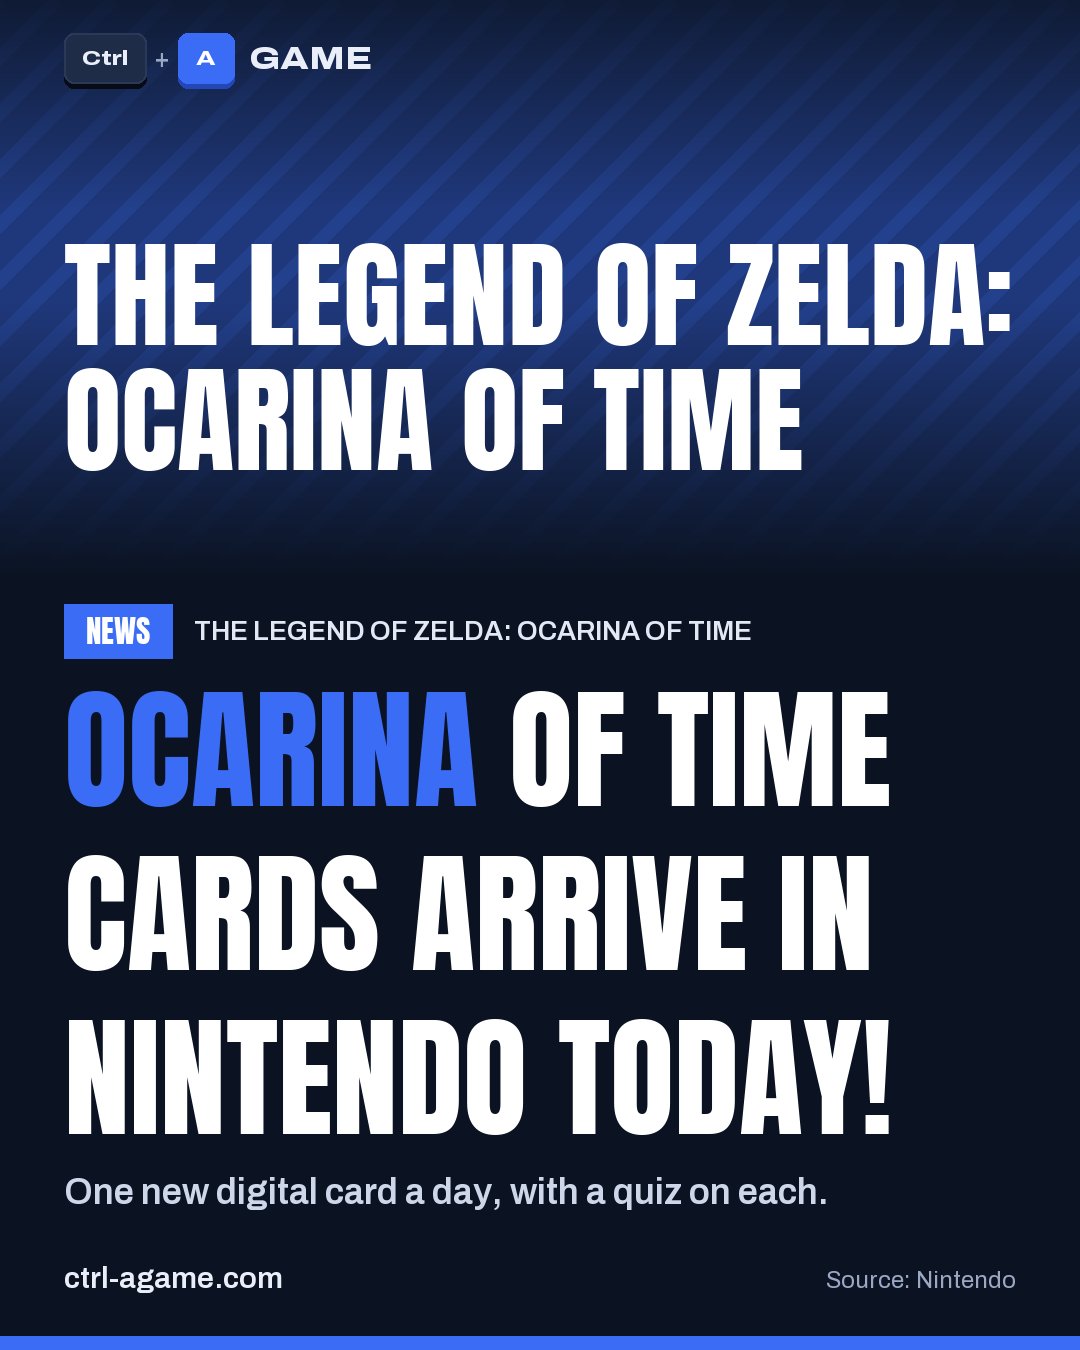 Ctrl + A GAME
THE LEGEND OF ZELDA:
OCARINA OF TIME
NEWS THE LEGEND OF ZELDA: OCARINA OF TIME
OCARINA OF TIME
CARDS ARRIVE IN
NINTENDO TODAY!
One new digital card a day, with a quiz on each.
ctrl-agame.com Source: Nintendo